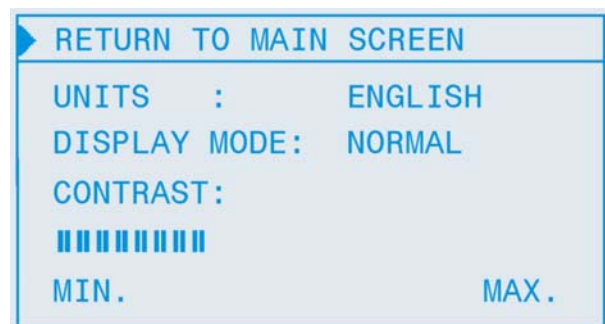 RETURN TO MAIN SCREEN
UNITS : ENGLISH
DISPLAY MODE: NORMAL
CONTRAST:
MIN. MAX.